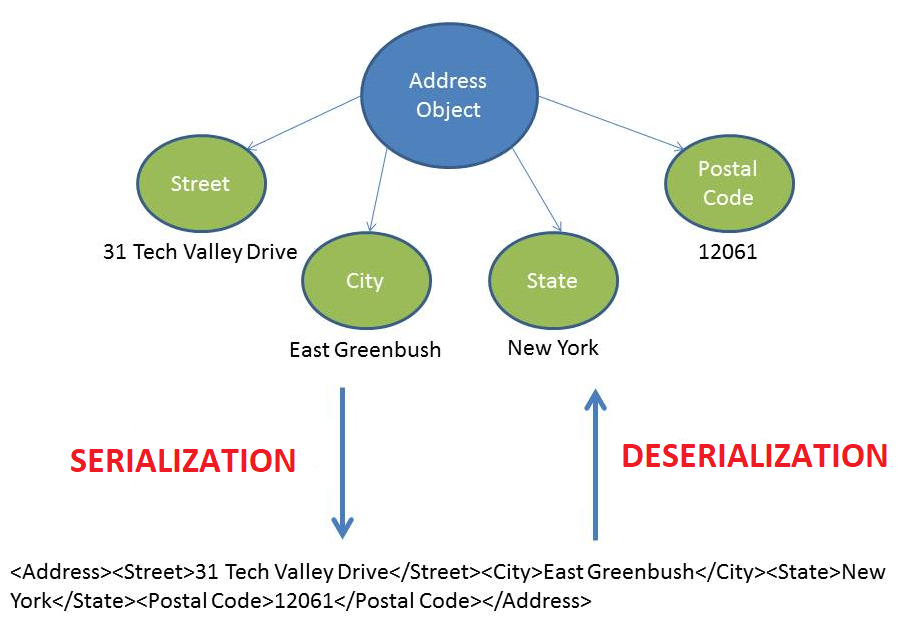 Address
Object
Street
Postal
Code
31 Tech Valley Drive
12061
City
State
East Greenbush
New York
SERIALIZATION
DESERIALIZATION
<Address><Street>31 Tech Valley Drive</Street><City>East Greenbush</City><State>New
York</State><Postal Code>12061</Postal Code></Address>